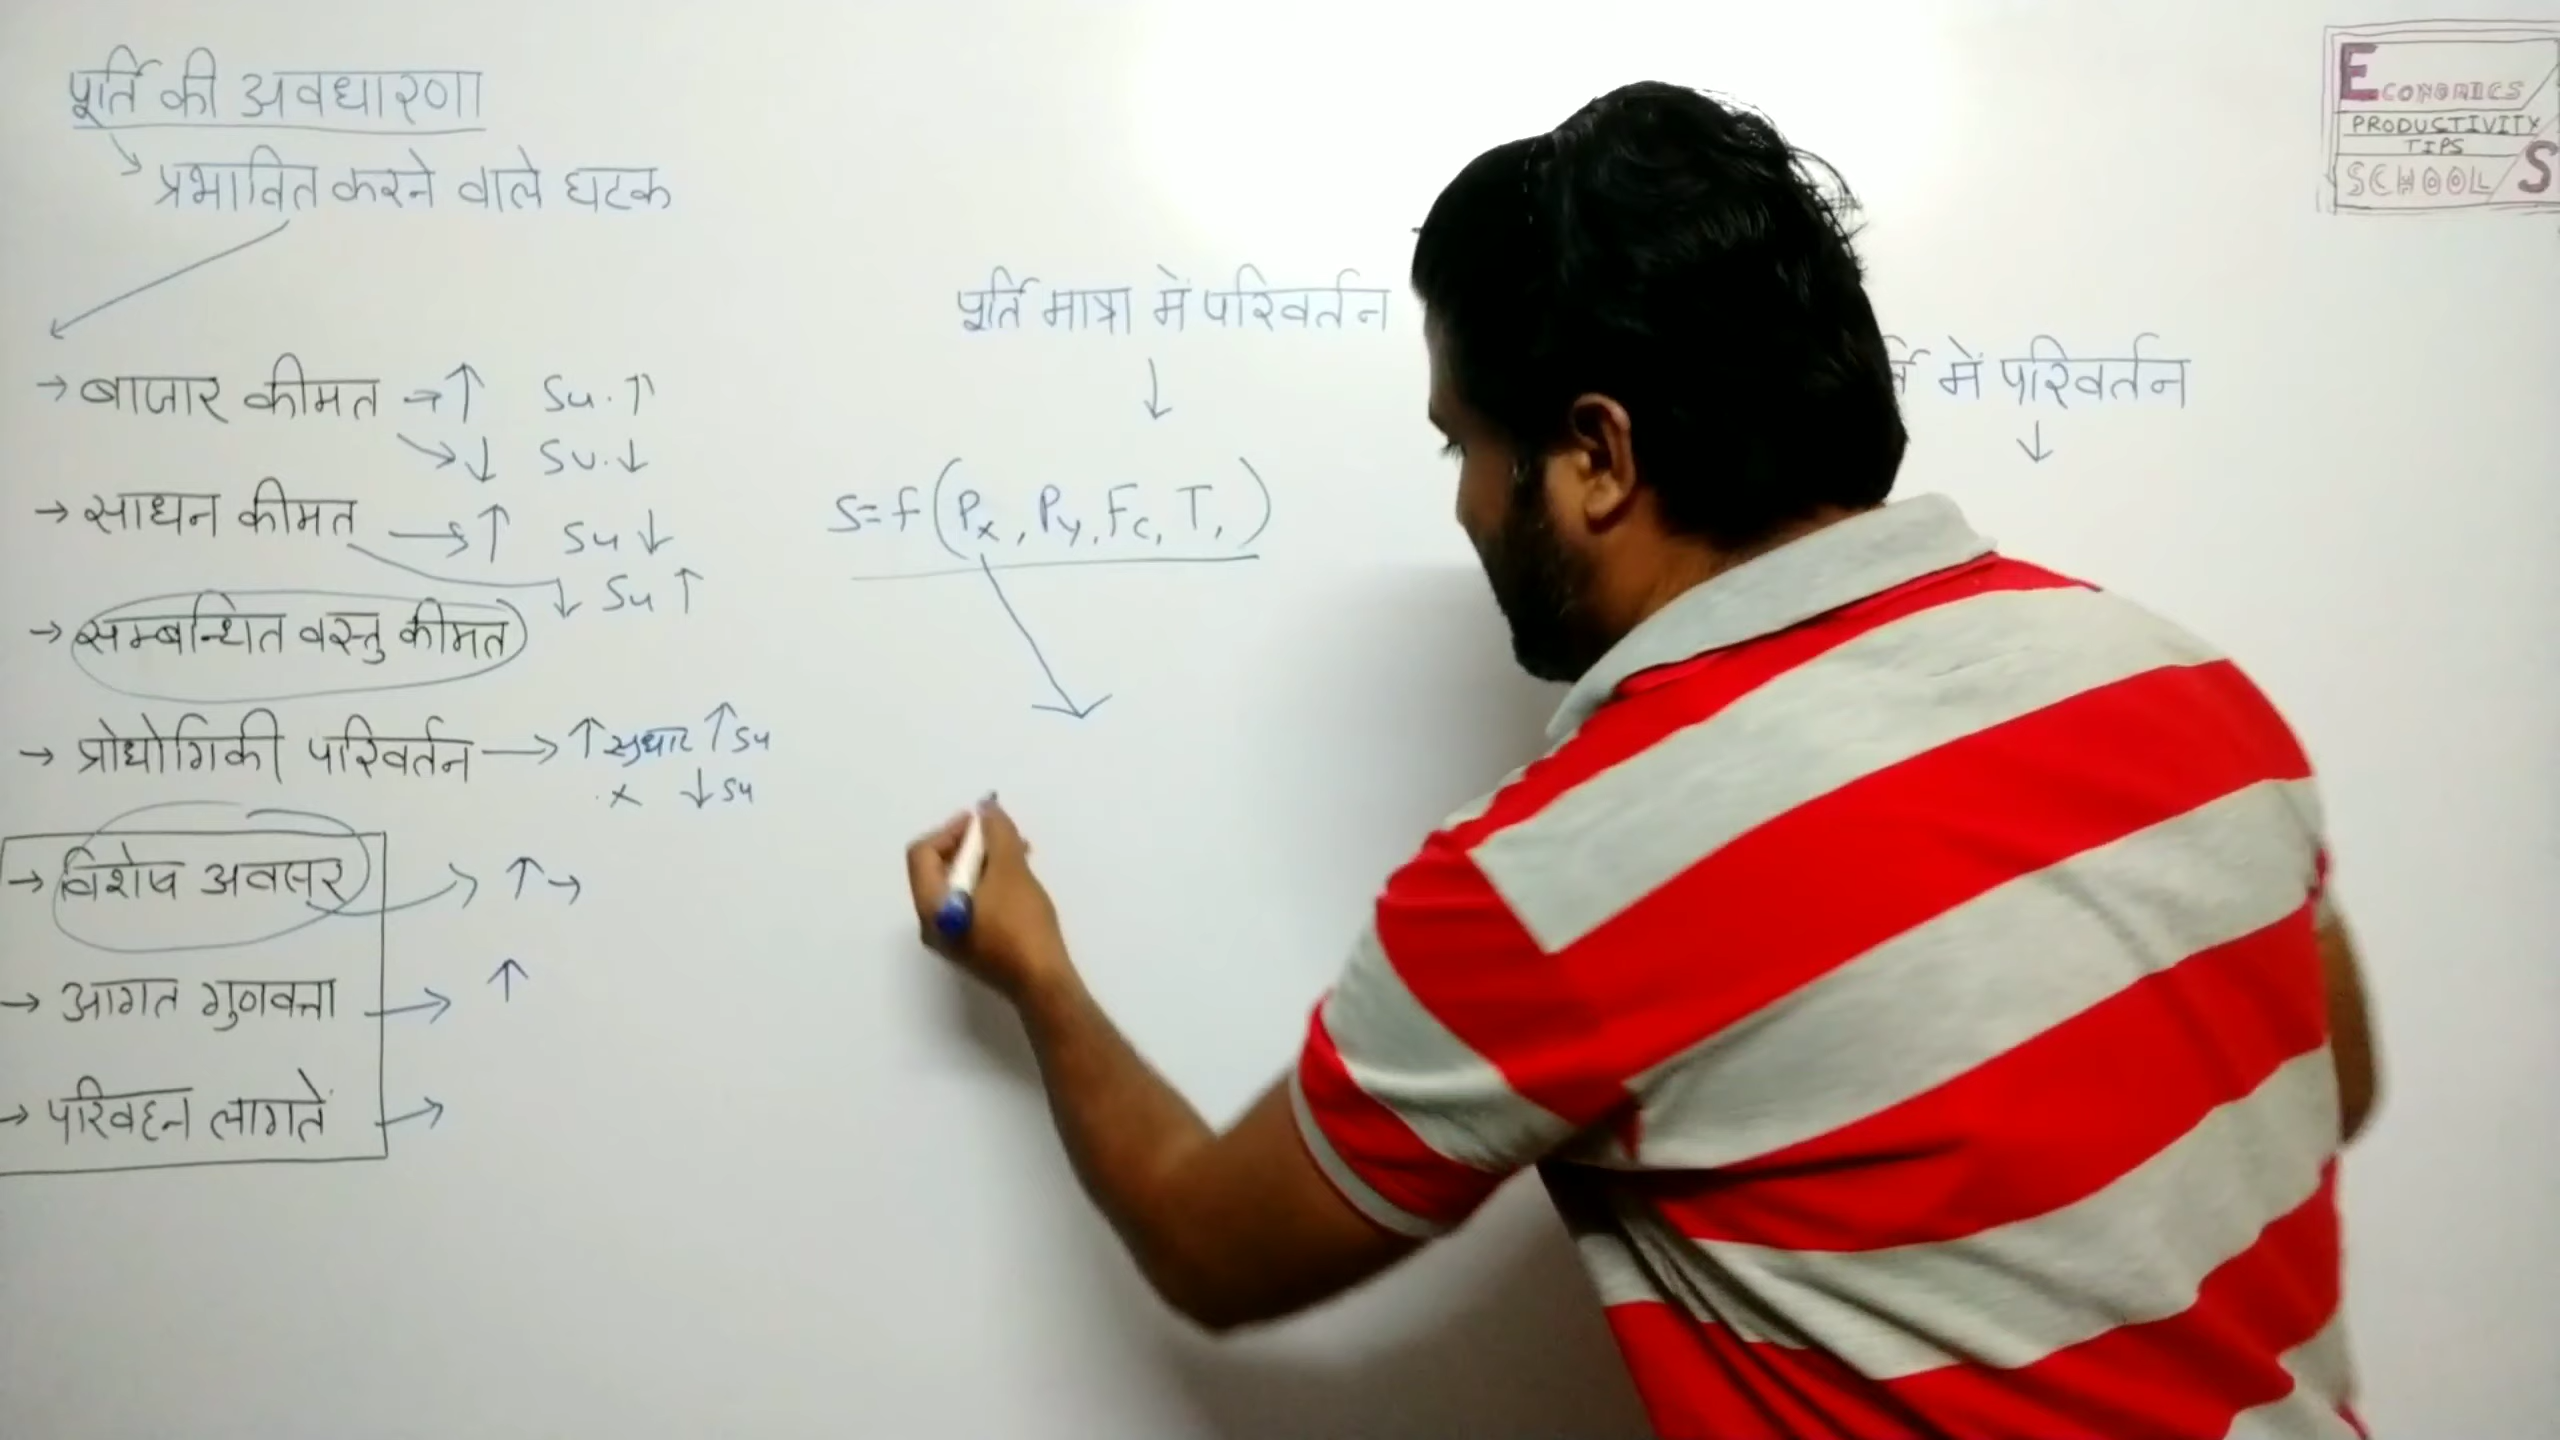 पूर्ति की अवधारणा
प्रभावित करने वाले घटक
→ बाजार कीमत → ↑ Su. ↑
↓ Su. ↓
→ साधन कीमत → ↑ Su ↓
↓ Su ↑
→ सम्बन्धित वस्तु कीमत
→ प्रोद्योगिकी परिवर्तन → ↑ सुधार ↑ Su
x ↓ Su
→ विशेष अवसर → ↑ →
→ आगत गुणवत्ता → ↑
→ परिवहन लागतें →
पूर्ति मात्रा में परिवर्तन
↓
S = f (Px, Py, Fc, T, )
में परिवर्तन
↓
ECONOMICS
PRODUCTIVITY
TIPS
SCHOOL S